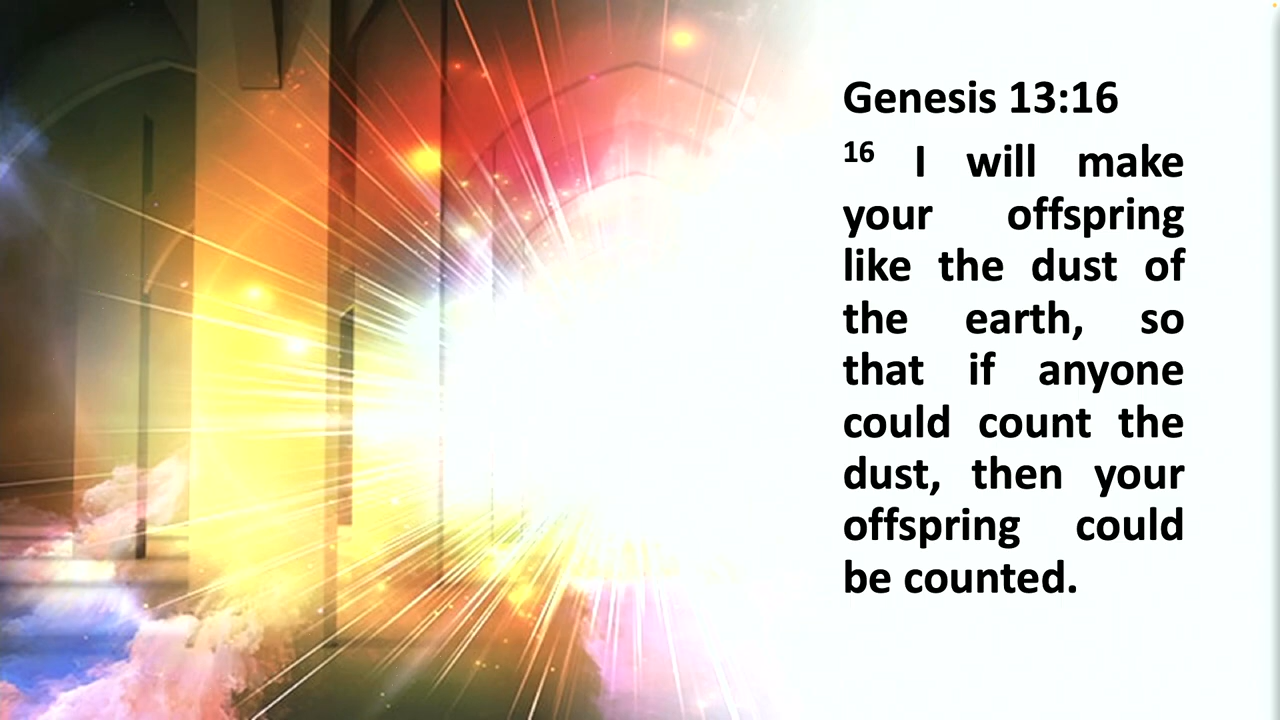 Genesis 13:16
16 I will make
your offspring
like the dust of
the earth, so
that if anyone
could count the
dust, then your
offspring could
be counted.